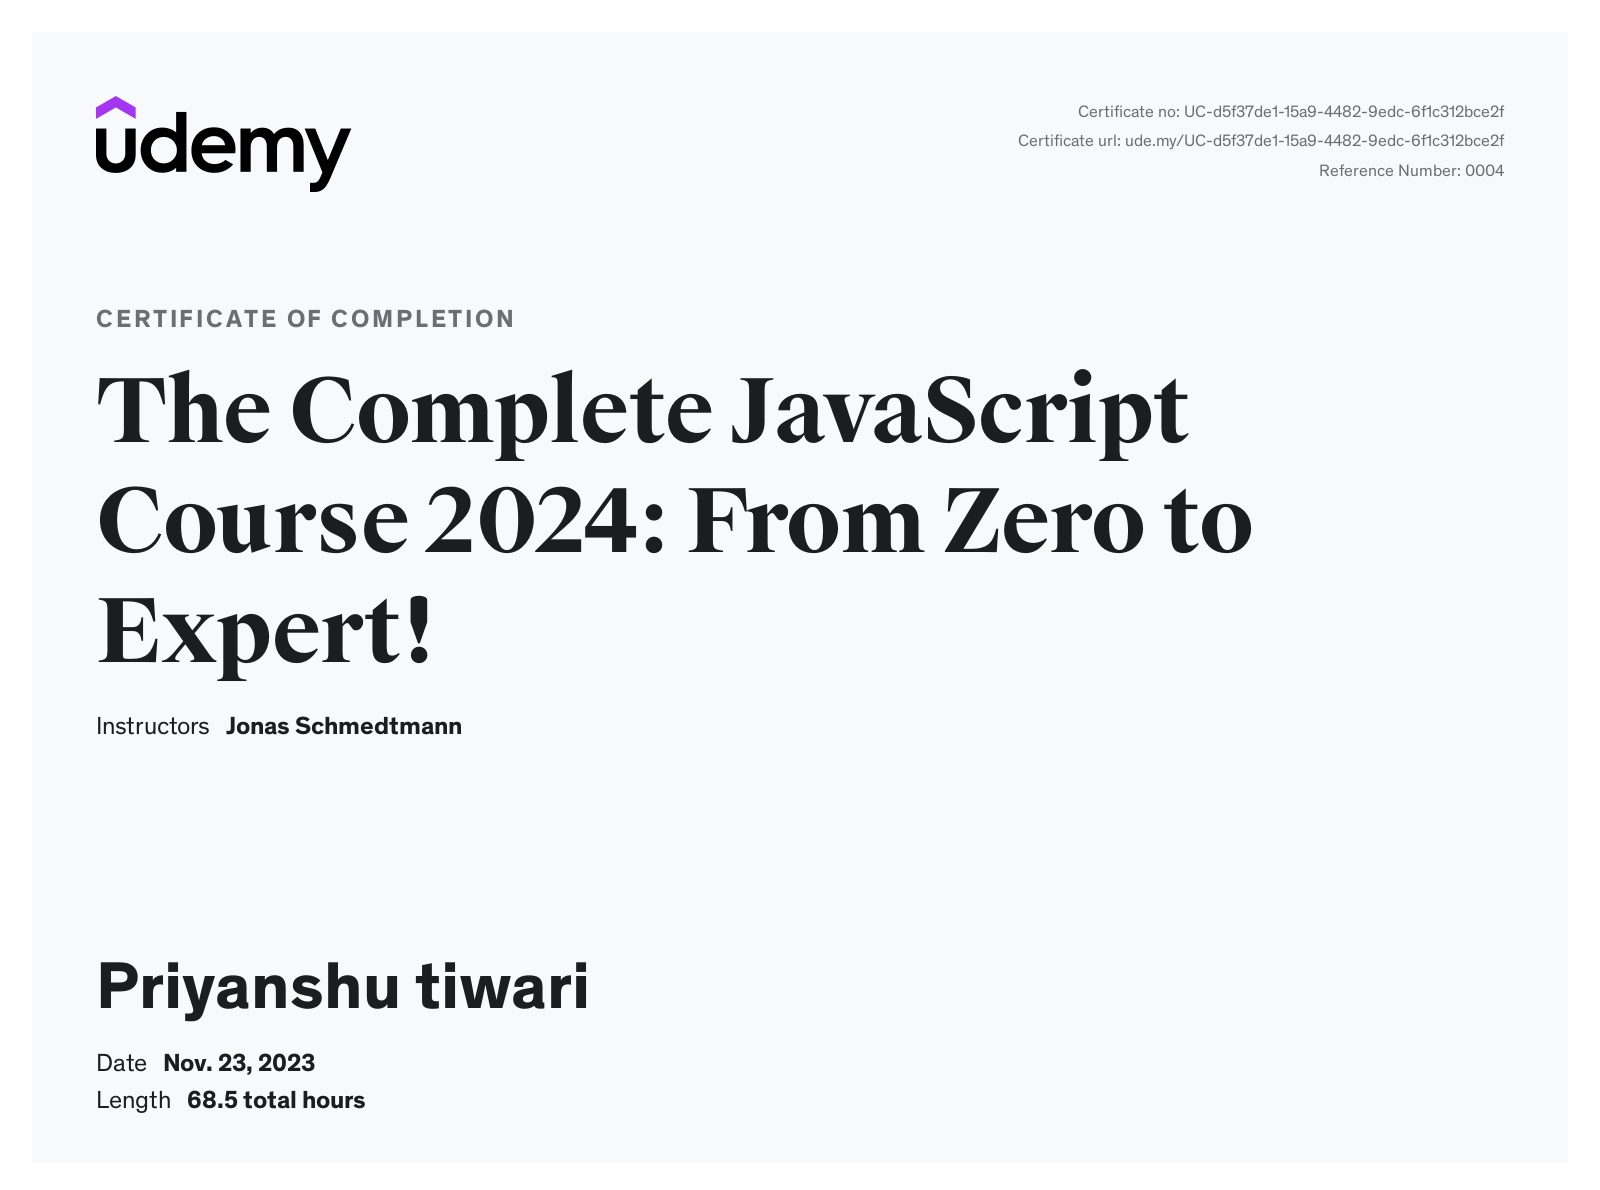 udemy
Certificate no: UC-d5f37de1-15a9-4482-9edc-6f1c312bce2f
Certificate url: ude.my/UC-d5f37de1-15a9-4482-9edc-6f1c312bce2f
Reference Number: 0004
CERTIFICATE OF COMPLETION
The Complete JavaScript
Course 2024: From Zero to
Expert!
Instructors Jonas Schmedtmann
Priyanshu tiwari
Date Nov. 23, 2023
Length 68.5 total hours